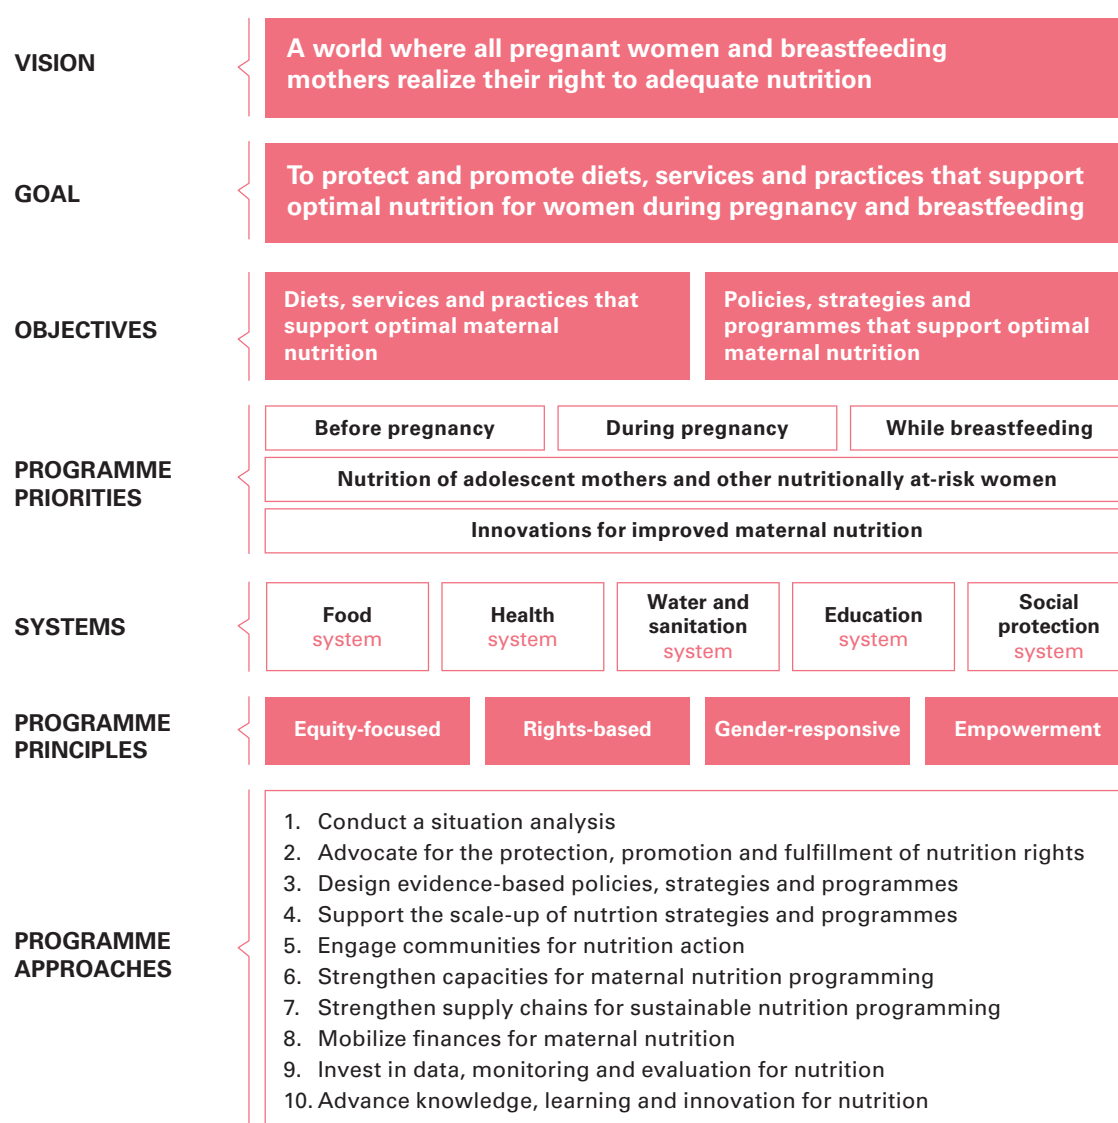 VISION
A world where all pregnant women and breastfeeding
mothers realize their right to adequate nutrition
GOAL
To protect and promote diets, services and practices that support
optimal nutrition for women during pregnancy and breastfeeding
OBJECTIVES
Diets, services and practices that
support optimal maternal
nutrition
Policies, strategies and
programmes that support optimal
maternal nutrition
PROGRAMME
PRIORITIES
Before pregnancy
During pregnancy
While breastfeeding
Nutrition of adolescent mothers and other nutritionally at-risk women
Innovations for improved maternal nutrition
SYSTEMS
Food
system
Health
system
Water and
sanitation
system
Education
system
Social
protection
system
PROGRAMME
PRINCIPLES
Equity-focused
Rights-based
Gender-responsive
Empowerment
PROGRAMME
APPROACHES
1. Conduct a situation analysis
2. Advocate for the protection, promotion and fulfillment of nutrition rights
3. Design evidence-based policies, strategies and programmes
4. Support the scale-up of nutrtion strategies and programmes
5. Engage communities for nutrition action
6. Strengthen capacities for maternal nutrition programming
7. Strengthen supply chains for sustainable nutrition programming
8. Mobilize finances for maternal nutrition
9. Invest in data, monitoring and evaluation for nutrition
10. Advance knowledge, learning and innovation for nutrition